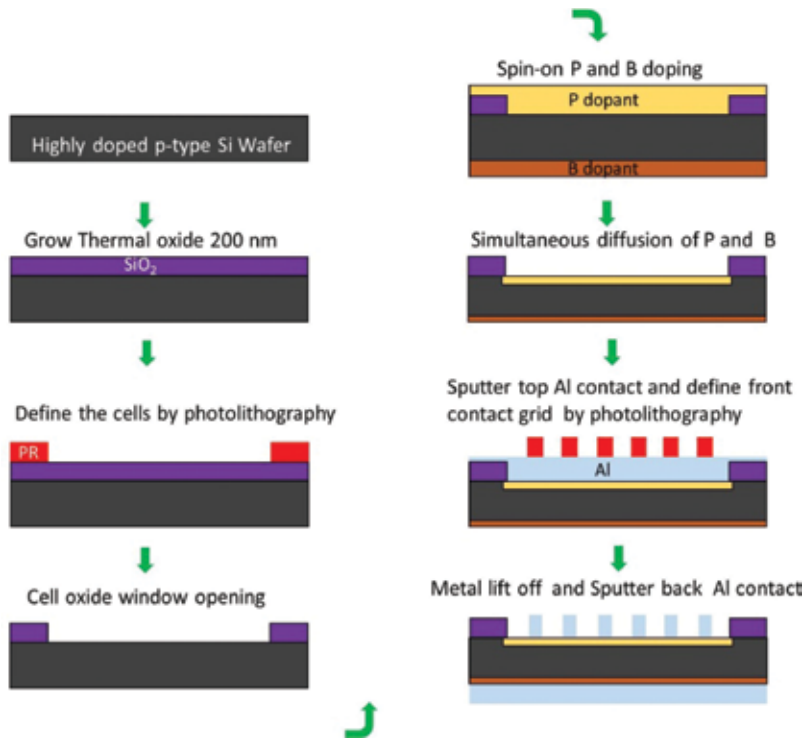 Highly doped p-type Si Wafer
Grow Thermal oxide 200 nm
SiO₂
Define the cells by photolithography
PR
Cell oxide window opening
Spin-on P and B doping
P dopant
B dopant
Simultaneous diffusion of P and B
Sputter top Al contact and define front
contact grid by photolithography
Al
Metal lift off and Sputter back Al contact